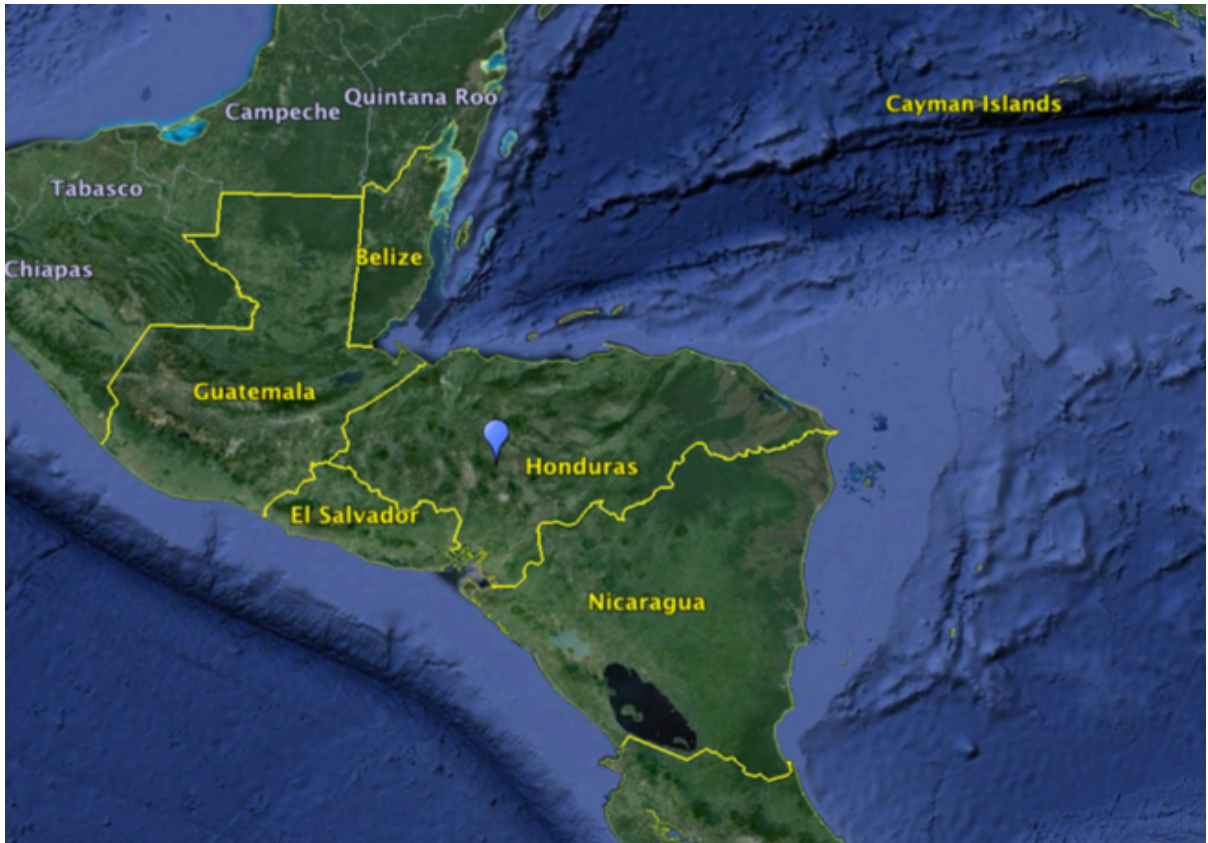 Quintana Roo
Campeche
Cayman Islands
Tabasco
Belize
Chiapas
Guatemala
Honduras
El Salvador
Nicaragua